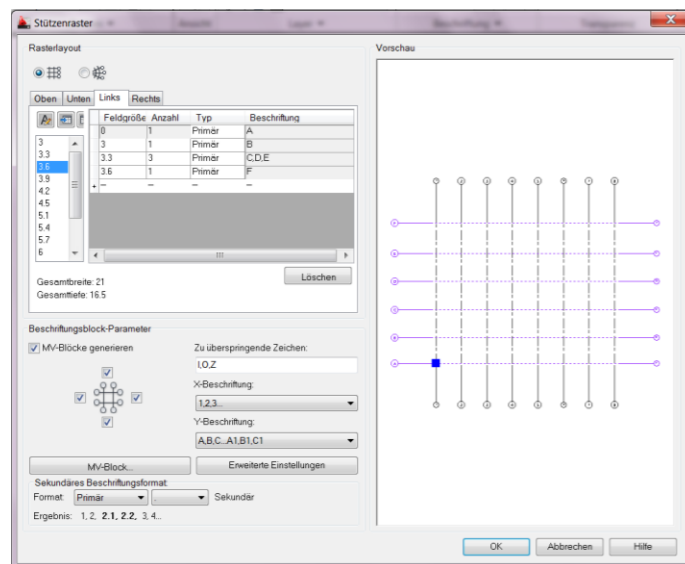 Stützenraster
Ansicht
Layer
Beschriftung
Transparenz
Rasterlayout
Vorschau
Oben Unten Links Rechts
Feldgröße Anzahl Typ Beschriftung
0 1 Primär A
3 1 Primär B
3.3 3 Primär C,D,E
3.6 1 Primär F
+ -- -- -- --
3
3.3
3.6
3.9
4.2
4.5
5.1
5.4
5.7
6
Gesamtbreite: 21
Gesamttiefe: 16.5
Löschen
Beschriftungsblock-Parameter
MV-Blöcke generieren
Zu überspringende Zeichen:
I,O,Z
X-Beschriftung:
1,2,3...
Y-Beschriftung:
A,B,C...A1,B1,C1
MV-Block...
Erweiterte Einstellungen
Sekundäres Beschriftungsformat
Format: Primär . Sekundär
Ergebnis: 1, 2, 2.1, 2.2, 3, 4...
OK Abbrechen Hilfe